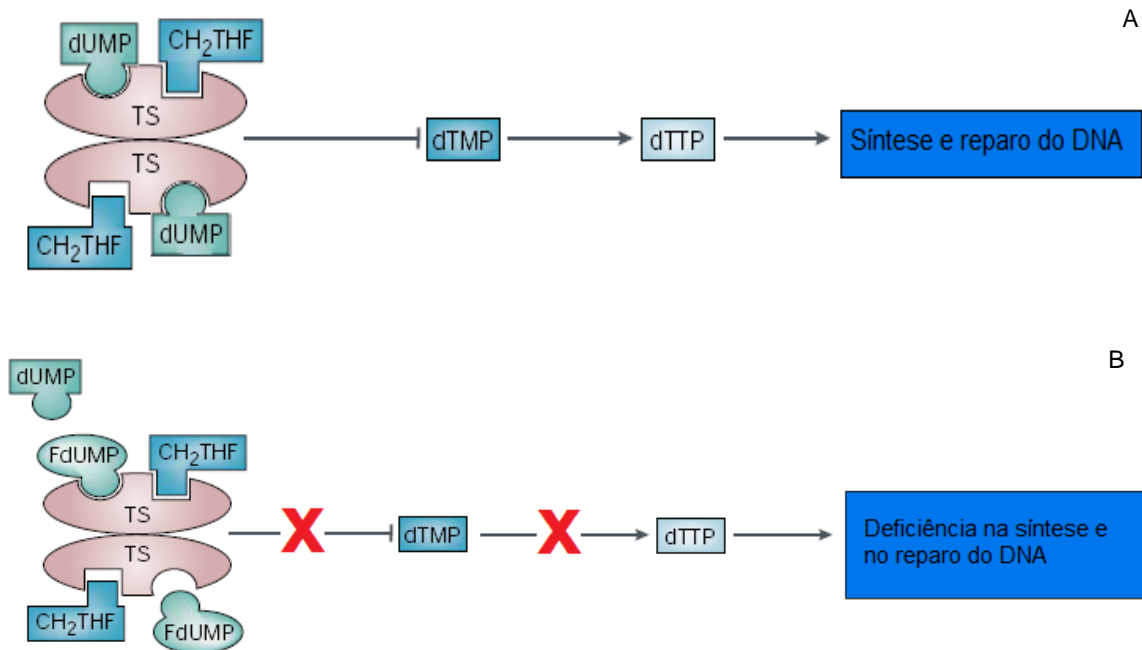 A
dUMP
CH₂THF
TS
dTMP
dTTP
Síntese e reparo do DNA
TS
CH₂THF
dUMP
B
dUMP
FdUMP
CH₂THF
TS
dTMP
dTTP
Deficiência na síntese e
no reparo do DNA
TS
CH₂THF
FdUMP